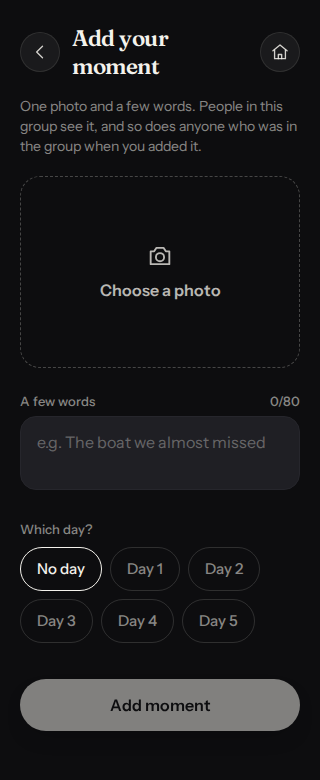 Add your
moment
One photo and a few words. People in this
group see it, and so does anyone who was in
the group when you added it.
Choose a photo
A few words 0/80
e.g. The boat we almost missed
Which day?
No day Day 1 Day 2
Day 3 Day 4 Day 5
Add moment